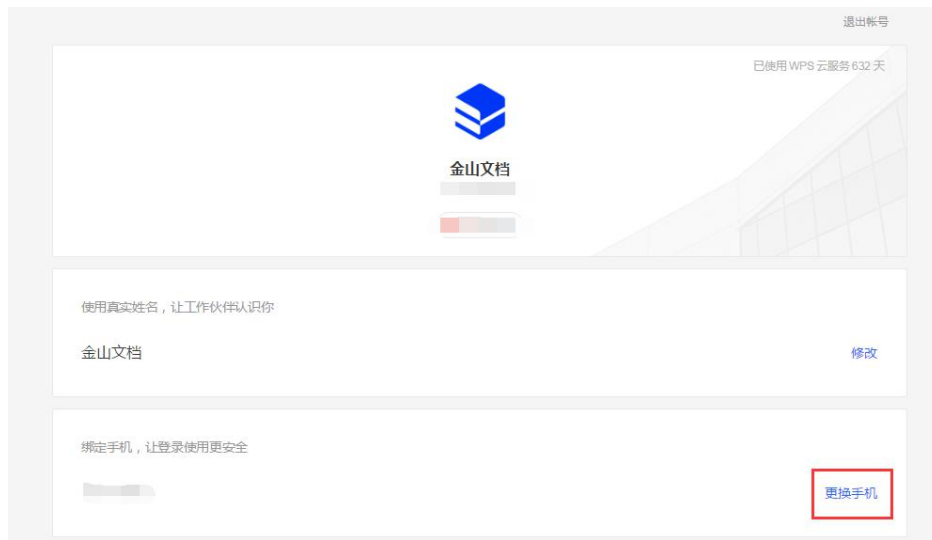 退出帐号
已使用 WPS 云服务 632 天
金山文档
使用真实姓名，让工作伙伴认识你
金山文档
修改
绑定手机，让登录使用更安全
更换手机